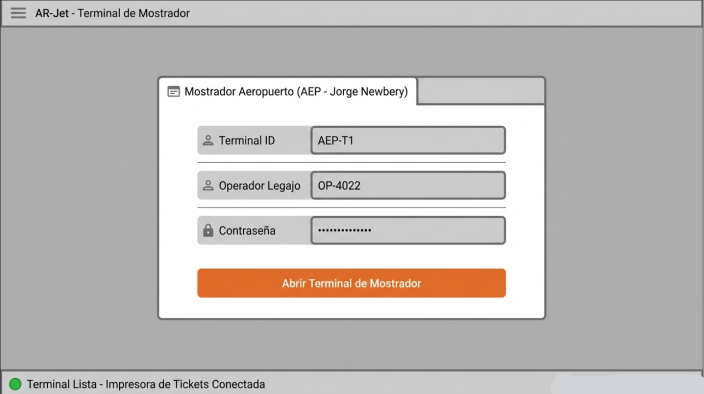 AR-Jet - Terminal de Mostrador
Mostrador Aeropuerto (AEP - Jorge Newbery)
Terminal ID AEP-T1
Operador Legajo OP-4022
Contraseña ••••••••••••••
Abrir Terminal de Mostrador
Terminal Lista - Impresora de Tickets Conectada